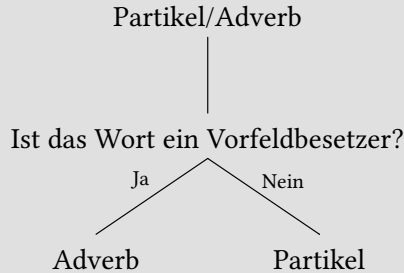 Partikel/Adverb
Ist das Wort ein Vorfeldbesetzer?
Ja Nein
Adverb Partikel